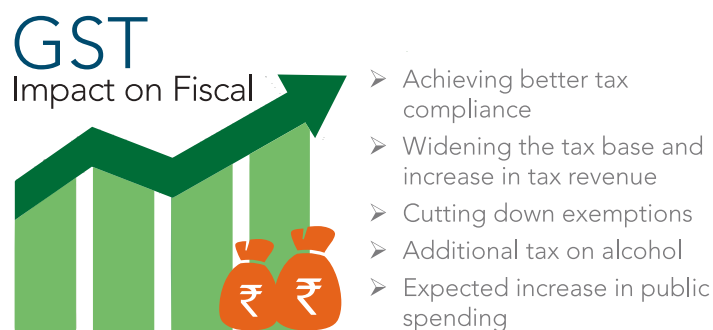 GST
Impact on Fiscal
➢ Achieving better tax
compliance
➢ Widening the tax base and
increase in tax revenue
➢ Cutting down exemptions
➢ Additional tax on alcohol
➢ Expected increase in public
spending
₹ ₹